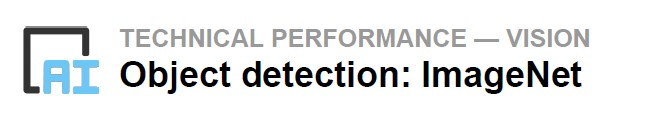 AI
TECHNICAL PERFORMANCE — VISION
Object detection: ImageNet